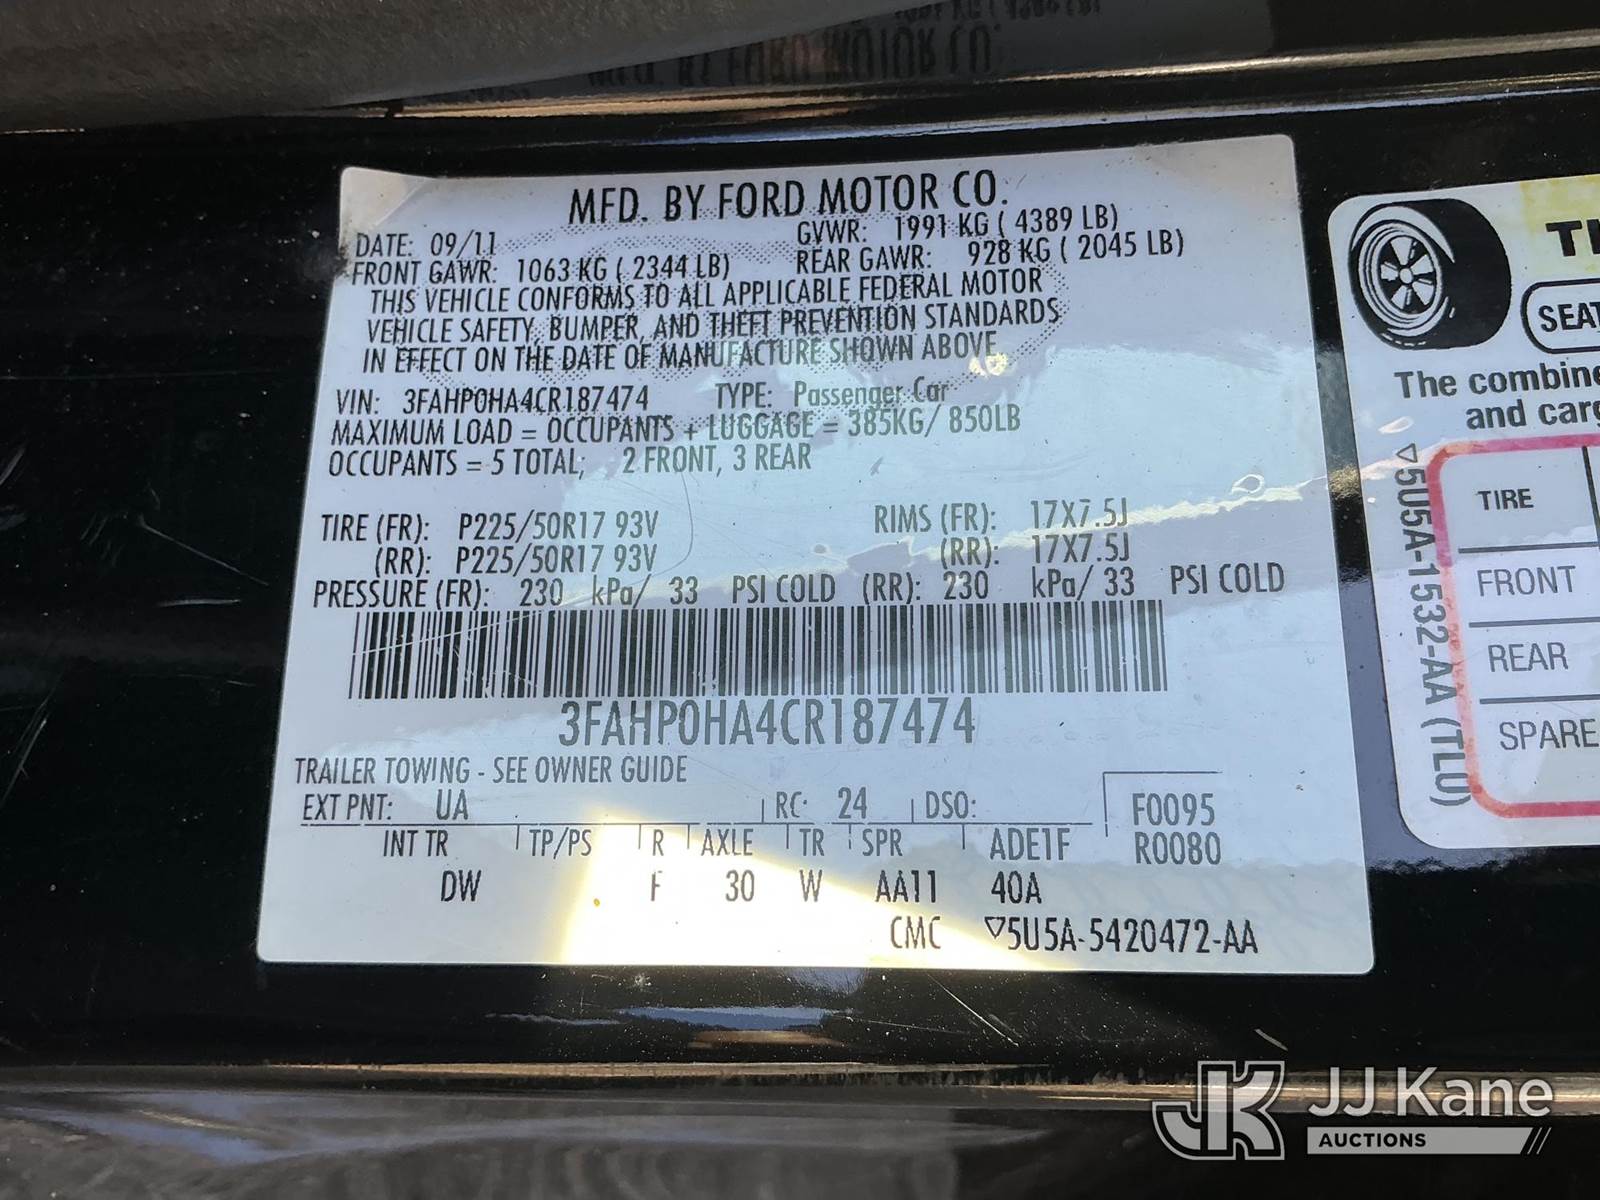 MFD. BY FORD MOTOR CO.
DATE: 09/11 GVWR: 1991 KG ( 4389 LB)
FRONT GAWR: 1063 KG ( 2344 LB) REAR GAWR: 928 KG ( 2045 LB)
THIS VEHICLE CONFORMS TO ALL APPLICABLE FEDERAL MOTOR
VEHICLE SAFETY, BUMPER, AND THEFT PREVENTION STANDARDS
IN EFFECT ON THE DATE OF MANUFACTURE SHOWN ABOVE
VIN: 3FAHP0HA4CR187474 TYPE: Passenger Car
MAXIMUM LOAD = OCCUPANTS + LUGGAGE = 385KG/ 850LB
OCCUPANTS = 5 TOTAL; 2 FRONT, 3 REAR
TIRE (FR): P225/50R17 93V RIMS (FR): 17X7.5J
(RR): P225/50R17 93V (RR): 17X7.5J
PRESSURE (FR): 230 kPa/ 33 PSI COLD (RR): 230 kPa/ 33 PSI COLD
3FAHP0HA4CR187474
TRAILER TOWING - SEE OWNER GUIDE
EXT PNT: UA RC: 24 DSO: F0095
INT TR TP/PS R AXLE TR SPR ADE1F R0080
DW F 30 W AA11 40A
CMC ▽5U5A-5420472-AA
SEAT
The combine
and carg
▽5U5A-1532-AA (TL0)
TIRE
FRONT
REAR
SPARE
JJ Kane
AUCTIONS